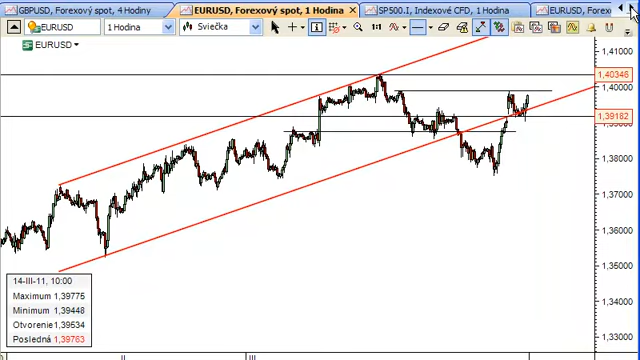 GBPUSD, Forexový spot, 4 Hodiny
EURUSD, Forexový spot, 1 Hodina
SP500.I, Indexové CFD, 1 Hodina
EURUSD, Forex
EURUSD
1 Hodina
Sviečka
EURUSD
1,41000
1,40346
1,40000
1,39182
1,38000
1,37000
1,36000
1,35000
1,34000
1,33000
14-III-11, 10:00
Maximum 1,39775
Minimum 1,39448
Otvorenie 1,39534
Posledná 1,39763
II
III